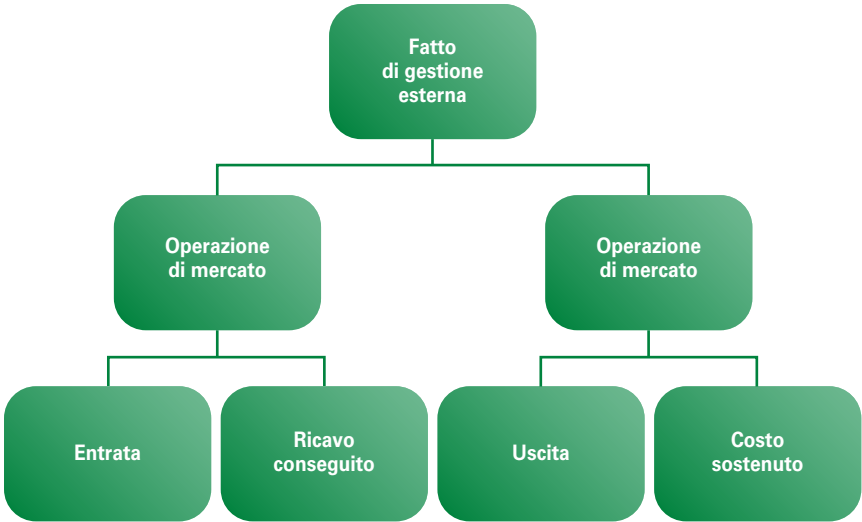 Fatto
di gestione
esterna
Operazione
di mercato
Operazione
di mercato
Entrata
Ricavo
conseguito
Uscita
Costo
sostenuto